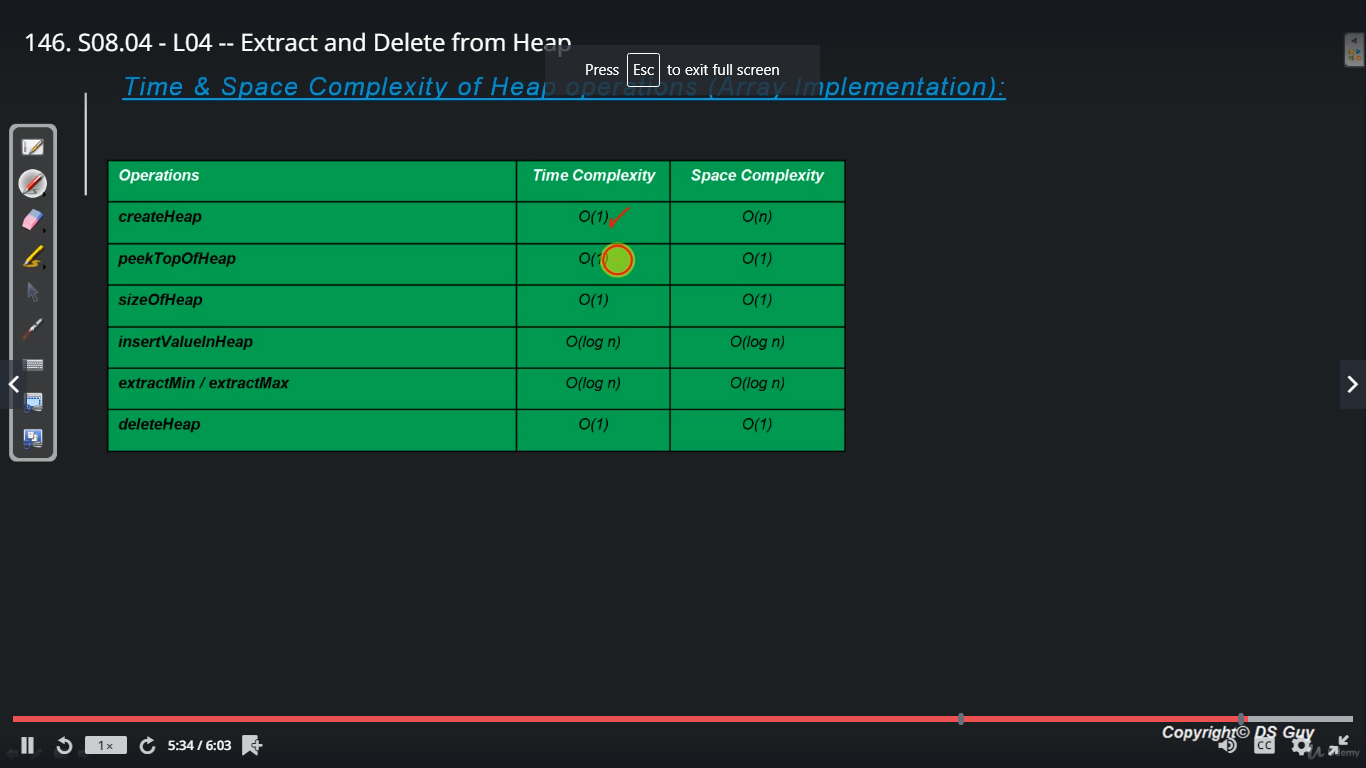 146. S08.04 - L04 -- Extract and Delete from Heap
Press Esc to exit full screen
Time & Space Complexity of Heap operations (Array Implementation):
Operations Time Complexity Space Complexity
createHeap O(1) O(n)
peekTopOfHeap O(1) O(1)
sizeOfHeap O(1) O(1)
insertValueInHeap O(log n) O(log n)
extractMin / extractMax O(log n) O(log n)
deleteHeap O(1) O(1)
Copyright© DS Guy
1x 5:34 / 6:03 CC